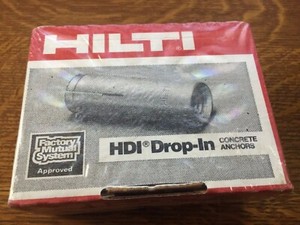 HILTI
Factory
Mutual
System
Approved
HDI® Drop-In
CONCRETE
ANCHORS